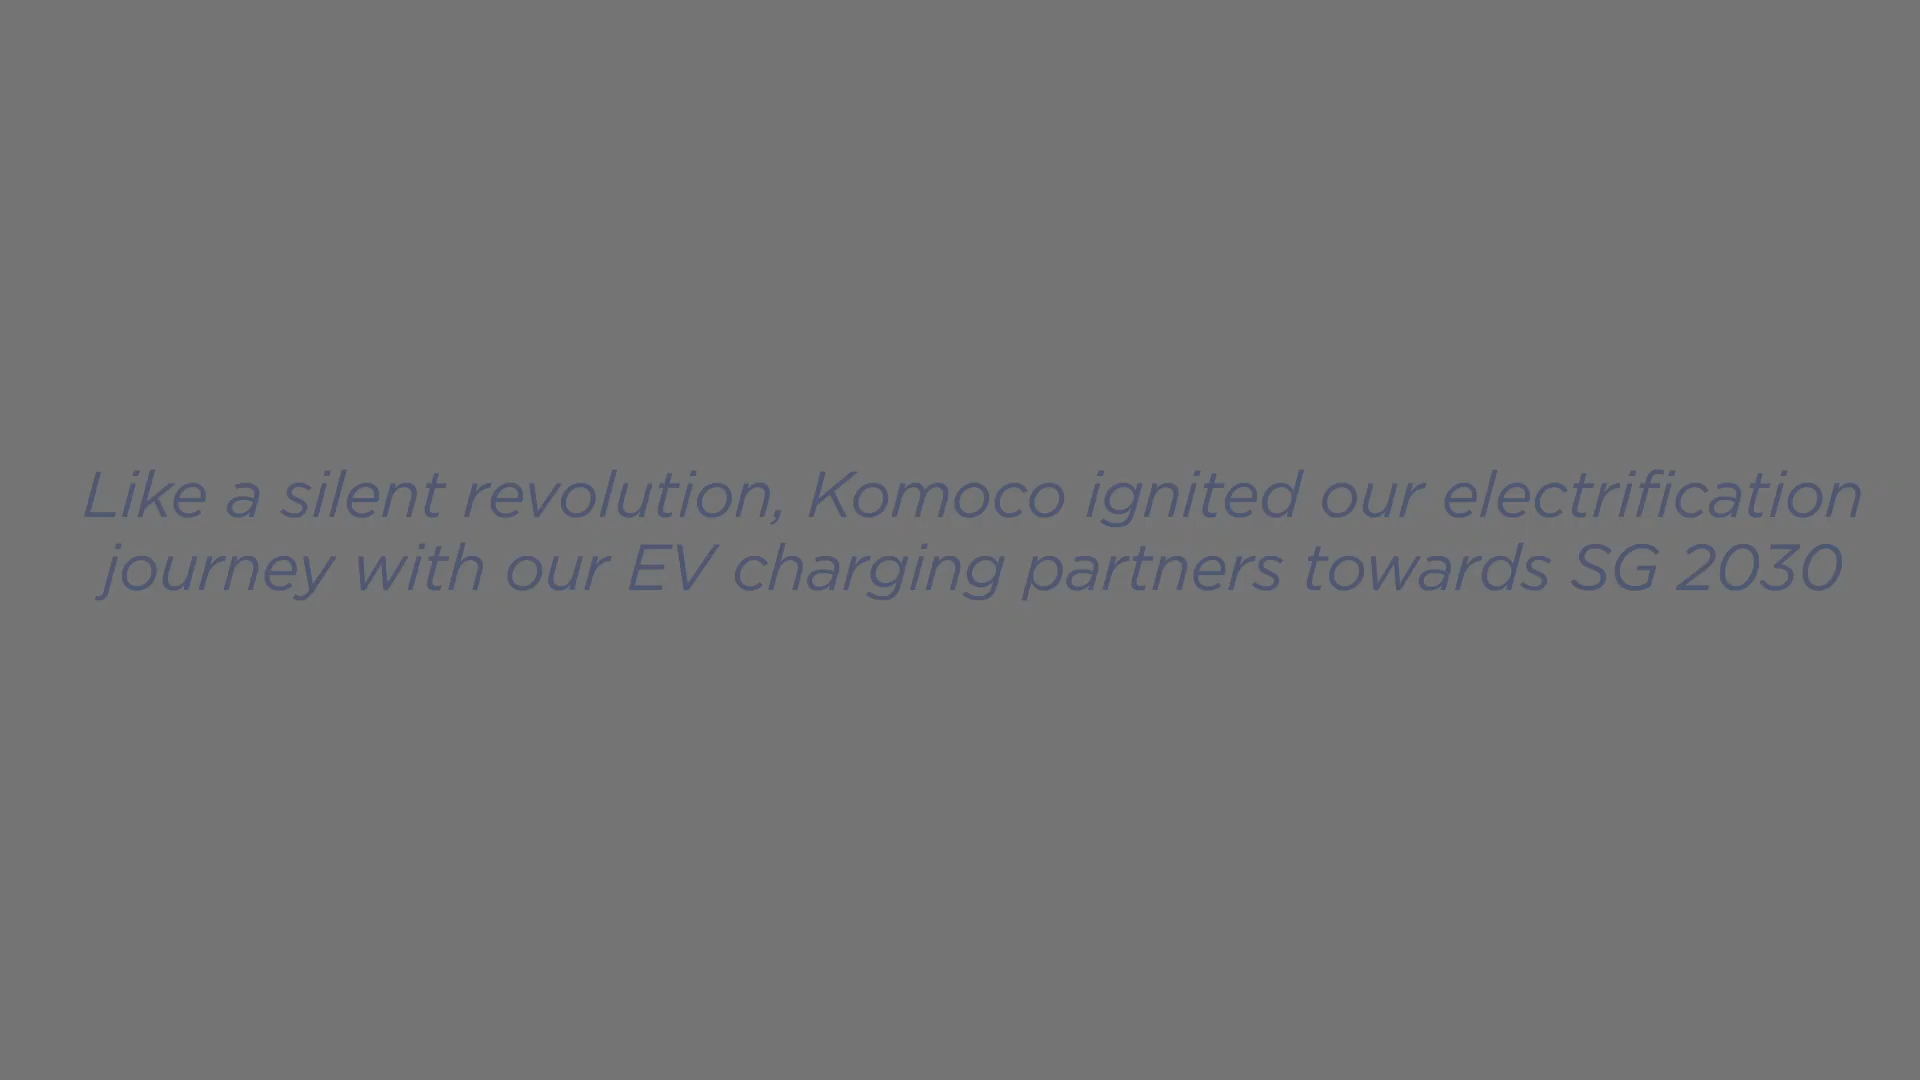 Like a silent revolution, Komoco ignited our electrification
journey with our EV charging partners towards SG 2030